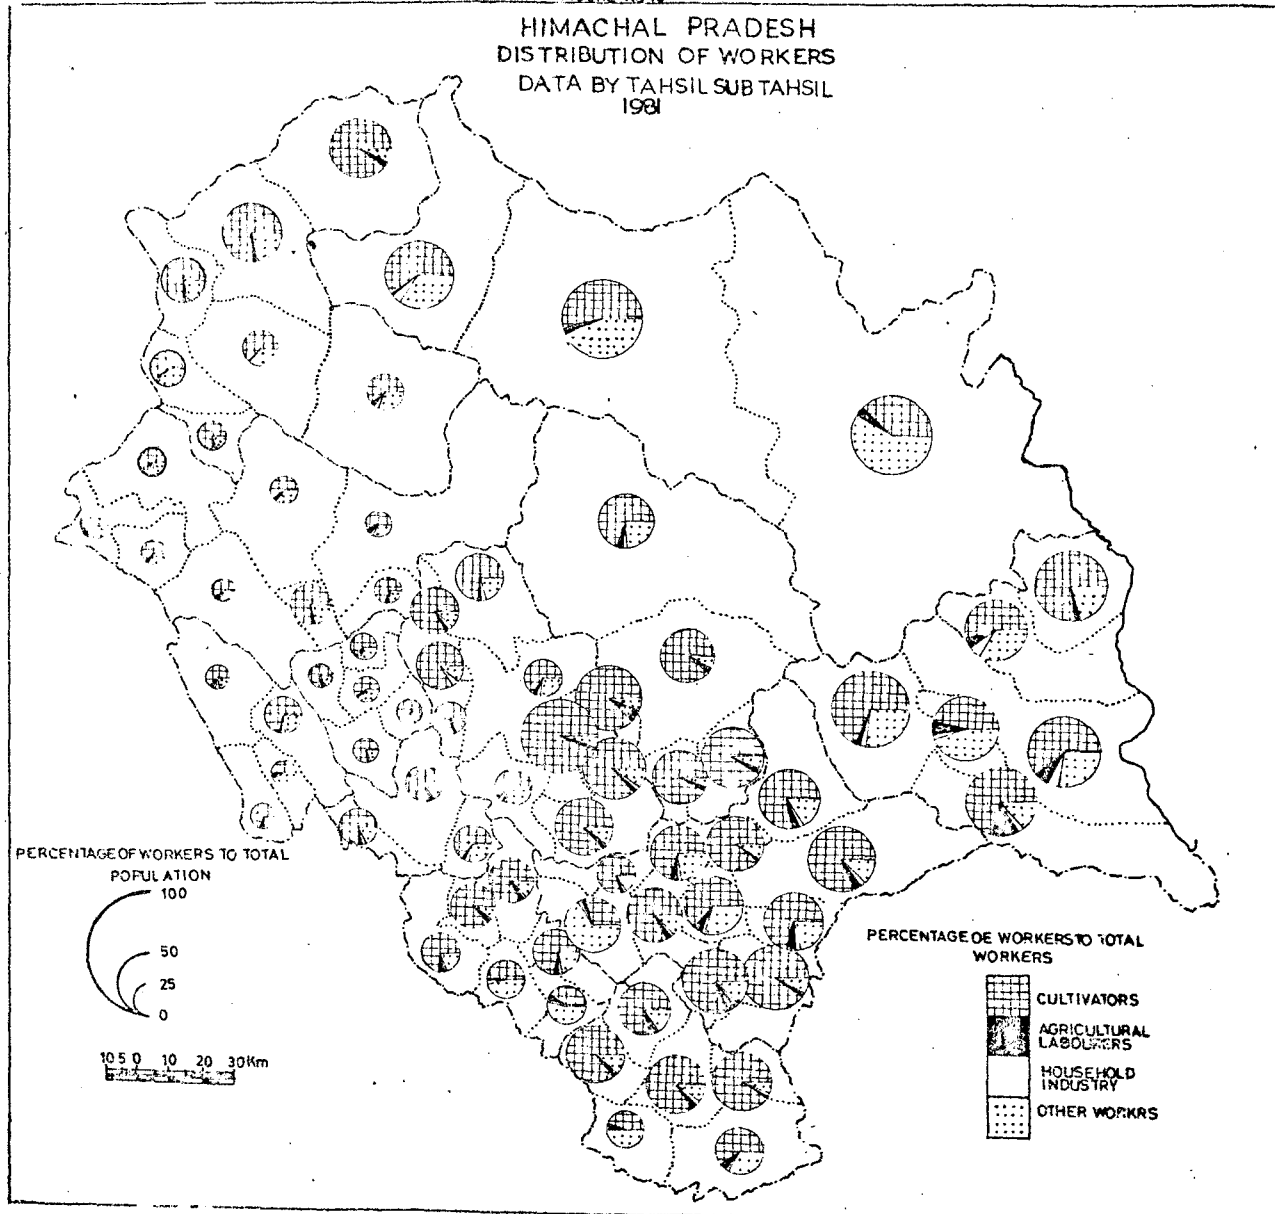 HIMACHAL PRADESH
DISTRIBUTION OF WORKERS
DATA BY TAHSIL SUB TAHSIL
1981
PERCENTAGE OF WORKERS TO TOTAL
POPULATION
100
50
25
0
10 5 0 10 20 30 Km
PERCENTAGE OE WORKERS TO TOTAL
WORKERS
CULTIVATORS
AGRICULTURAL
LABOURERS
HOUSEHOLD
INDUSTRY
OTHER WORKRS